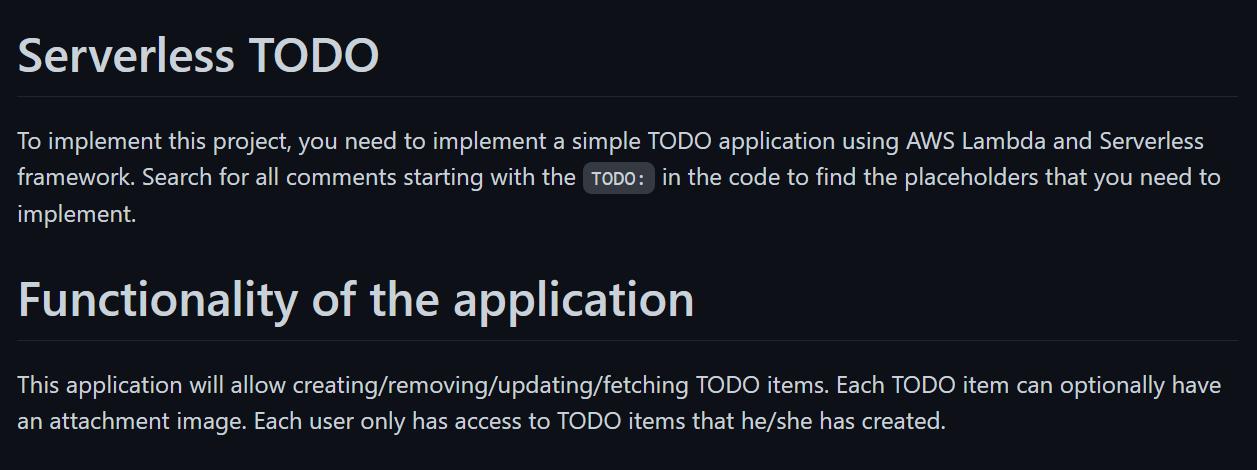 Serverless TODO
To implement this project, you need to implement a simple TODO application using AWS Lambda and Serverless
framework. Search for all comments starting with the TODO: in the code to find the placeholders that you need to
implement.
Functionality of the application
This application will allow creating/removing/updating/fetching TODO items. Each TODO item can optionally have
an attachment image. Each user only has access to TODO items that he/she has created.